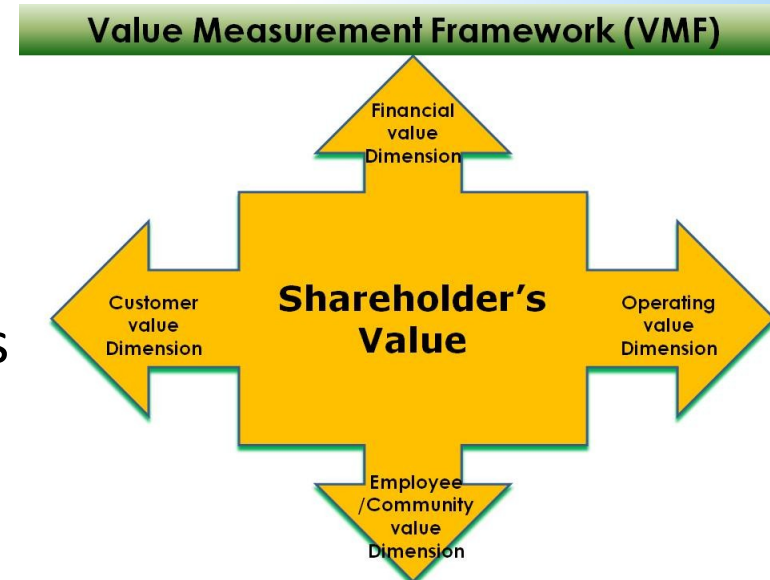 Value Measurement Framework (VMF)
Financial
value
Dimension
Customer
value
Dimension
Shareholder’s
Value
Operating
value
Dimension
Employee
/Community
value
Dimension
s